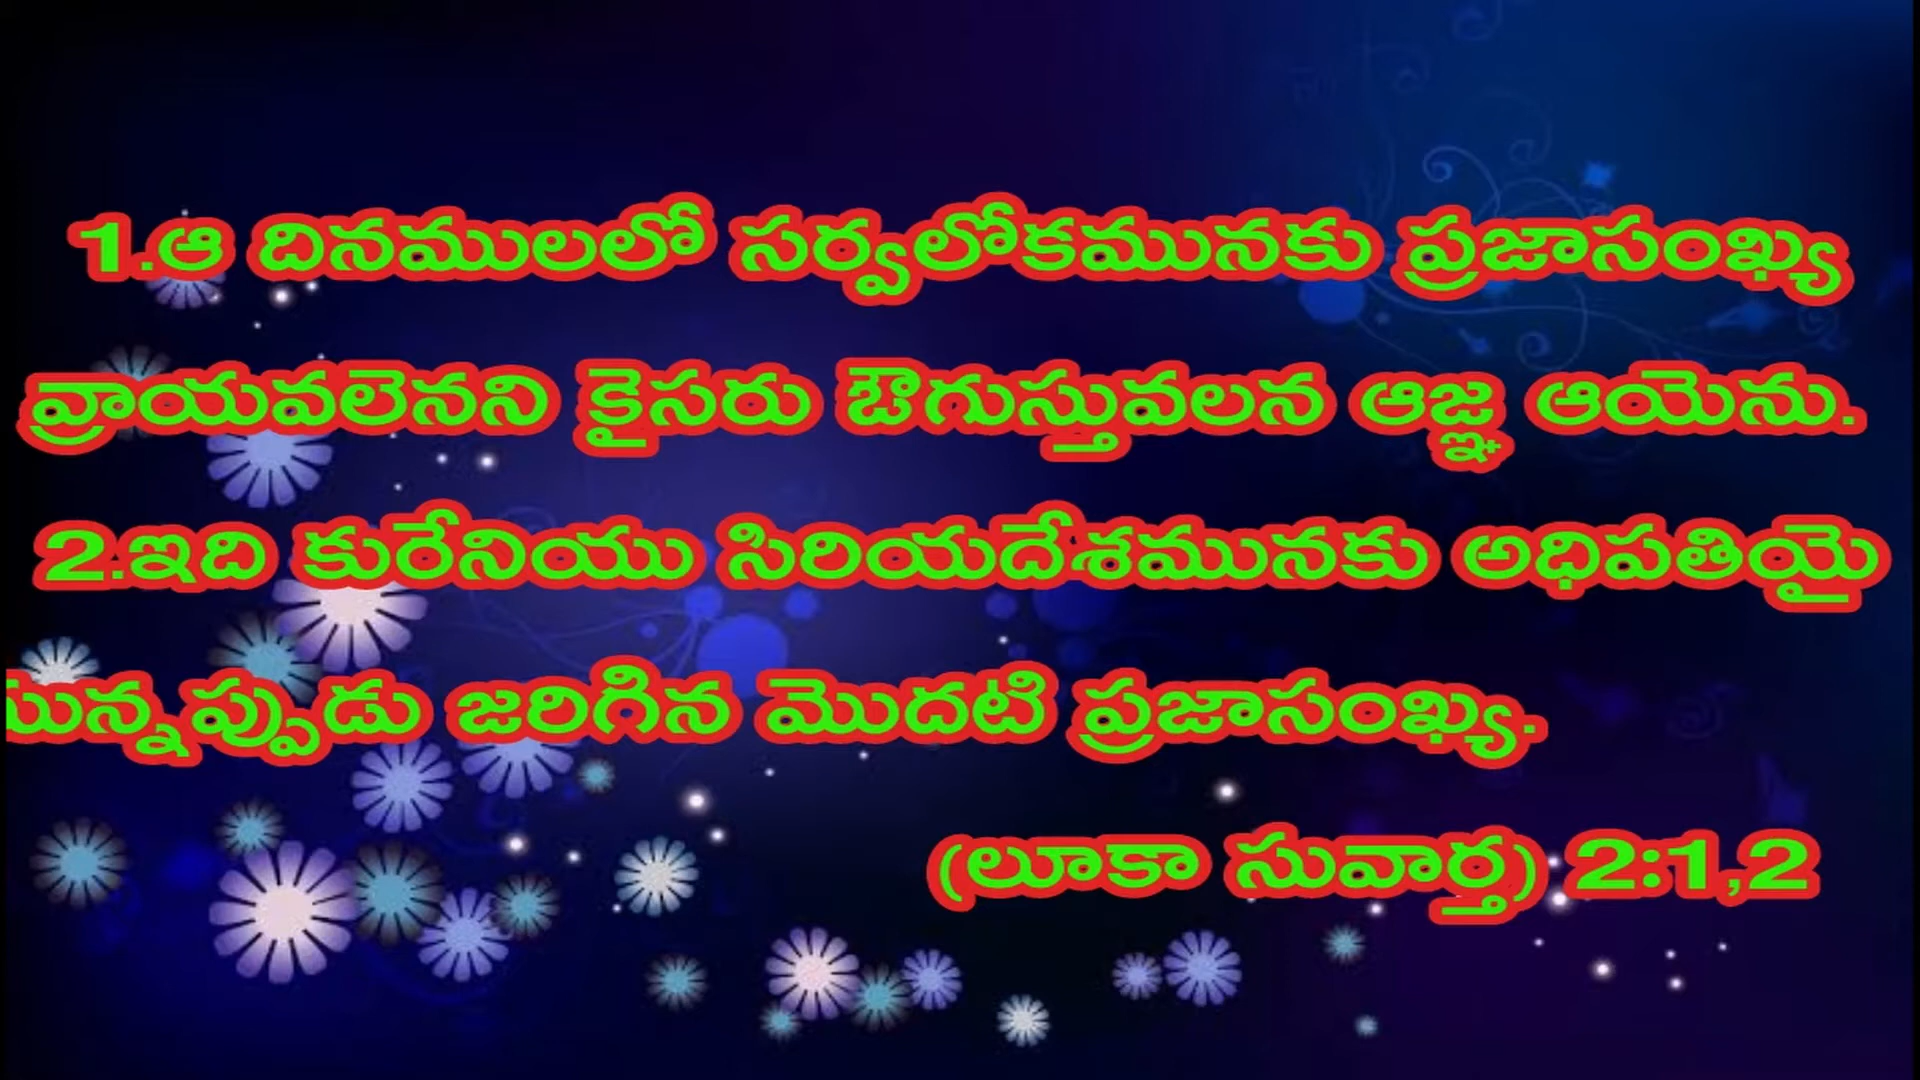 1.ఆ దినములలో సర్వలోకమునకు ప్రజాసంఖ్య
వ్రాయవలెనని కైసరు ఔగుస్తువలన ఆజ్ఞ ఆయెను.
2.ఇది కురేనియు సిరియదేశమునకు అధిపతియై
యున్నప్పుడు జరిగిన మొదటి ప్రజాసంఖ్య.
(లూకా సువార్త) 2:1,2